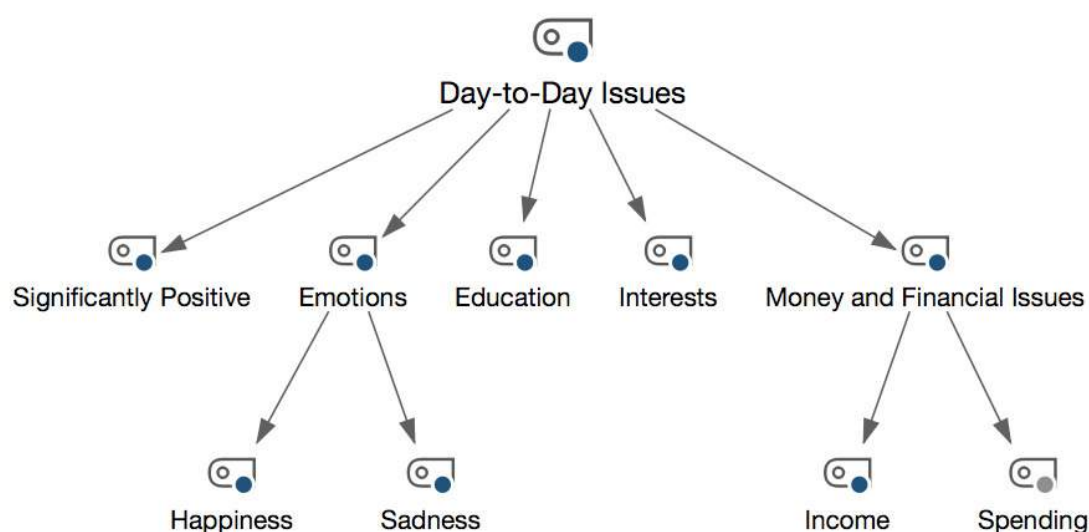 Day-to-Day Issues
Significantly Positive
Emotions
Education
Interests
Money and Financial Issues
Happiness
Sadness
Income
Spending